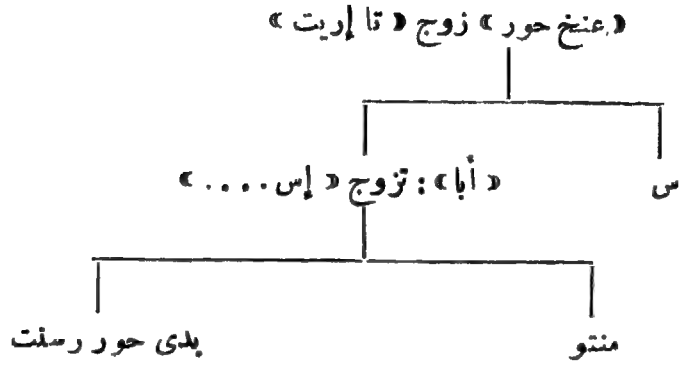 « عنخ حور » زوج « تا إريت »
س
« أبا » : تزوج « إس .... »
منتو
بدى حور رسنت